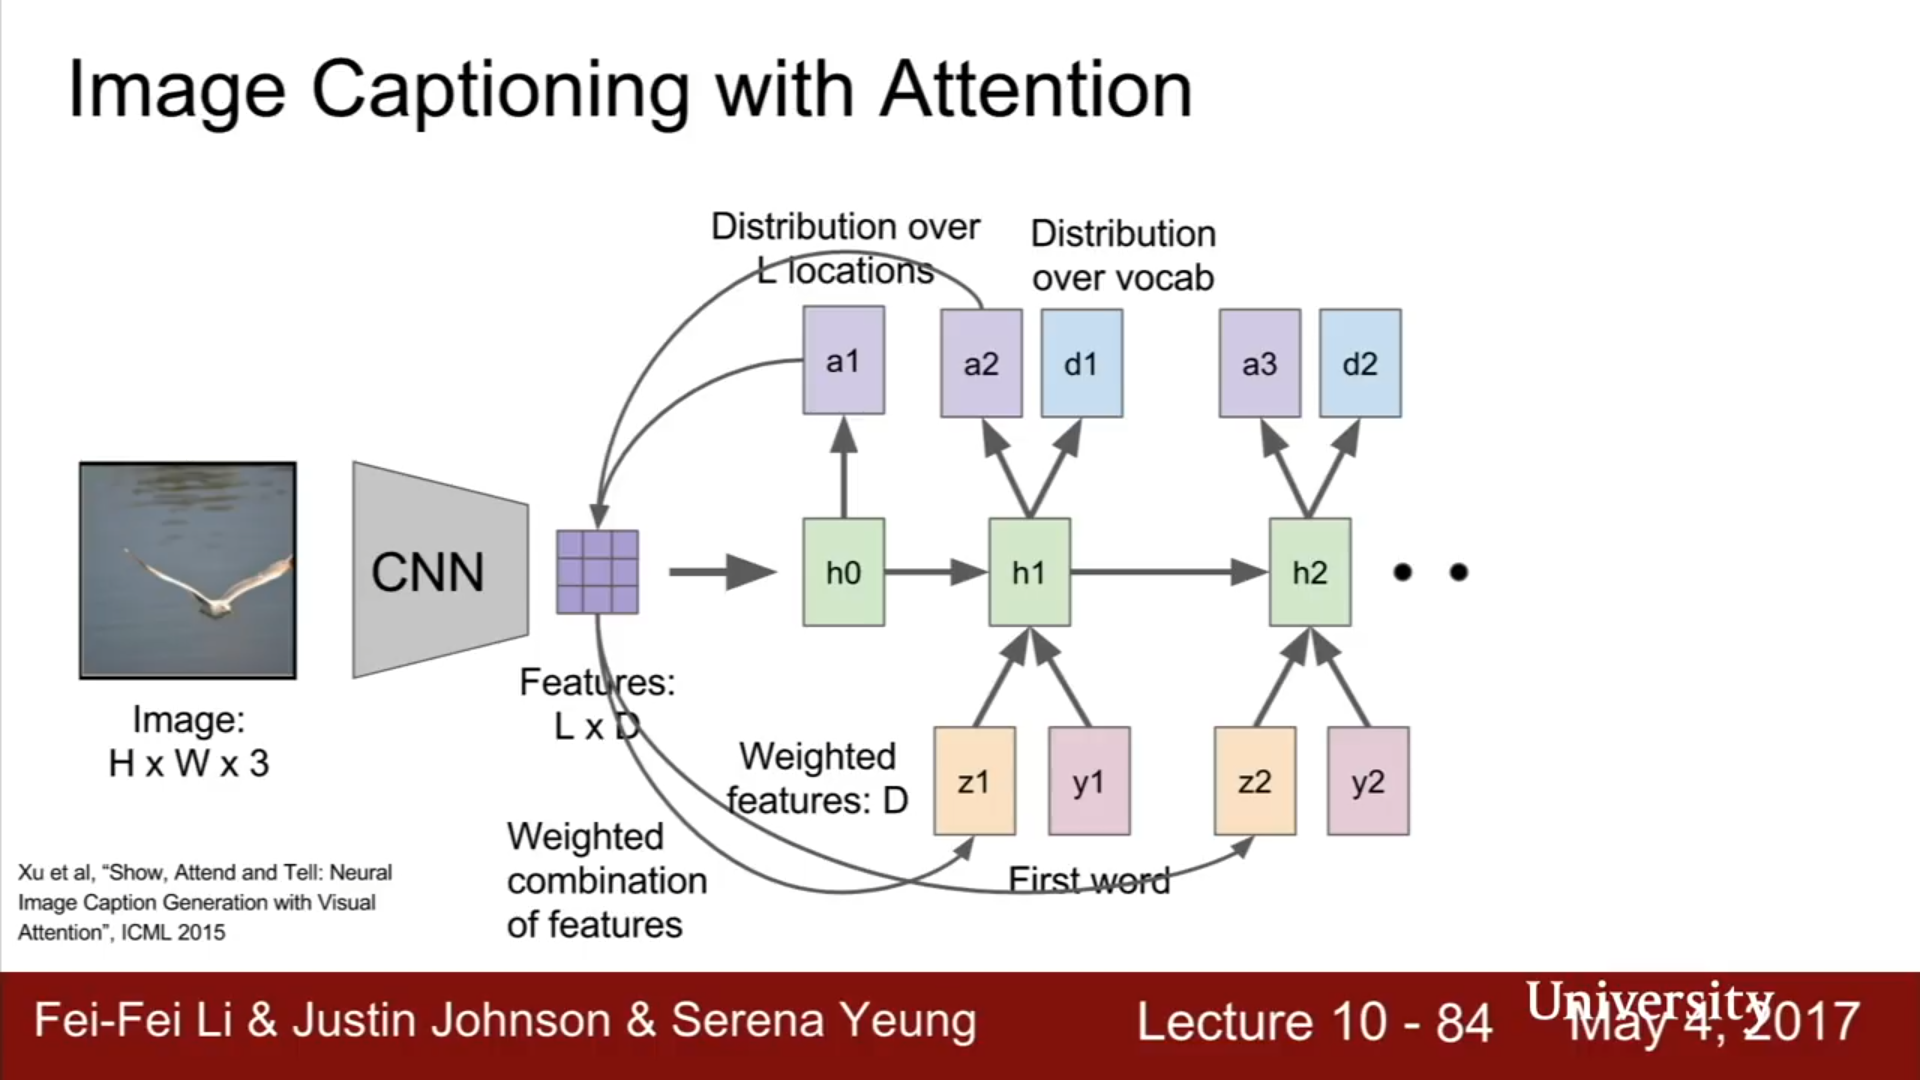 Image Captioning with Attention
Distribution over
L locations
Distribution
over vocab
a1
a2
d1
a3
d2
CNN
h0
h1
h2
Features:
L x D
Image:
H x W x 3
Weighted
features: D
z1
y1
z2
y2
Weighted
combination
of features
First word
Xu et al, “Show, Attend and Tell: Neural
Image Caption Generation with Visual
Attention”, ICML 2015
Fei-Fei Li & Justin Johnson & Serena Yeung
Lecture 10 - 84
University
May 4, 2017